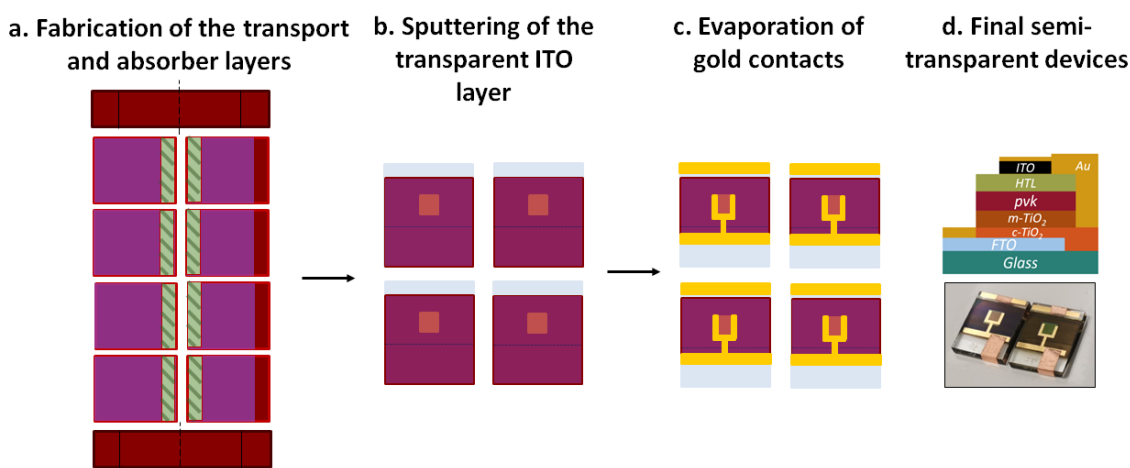 a. Fabrication of the transport
and absorber layers
b. Sputtering of the
transparent ITO
layer
c. Evaporation of
gold contacts
d. Final semi-
transparent devices
ITO
Au
HTL
pvk
m-TiO₂
c-TiO₂
FTO
Glass